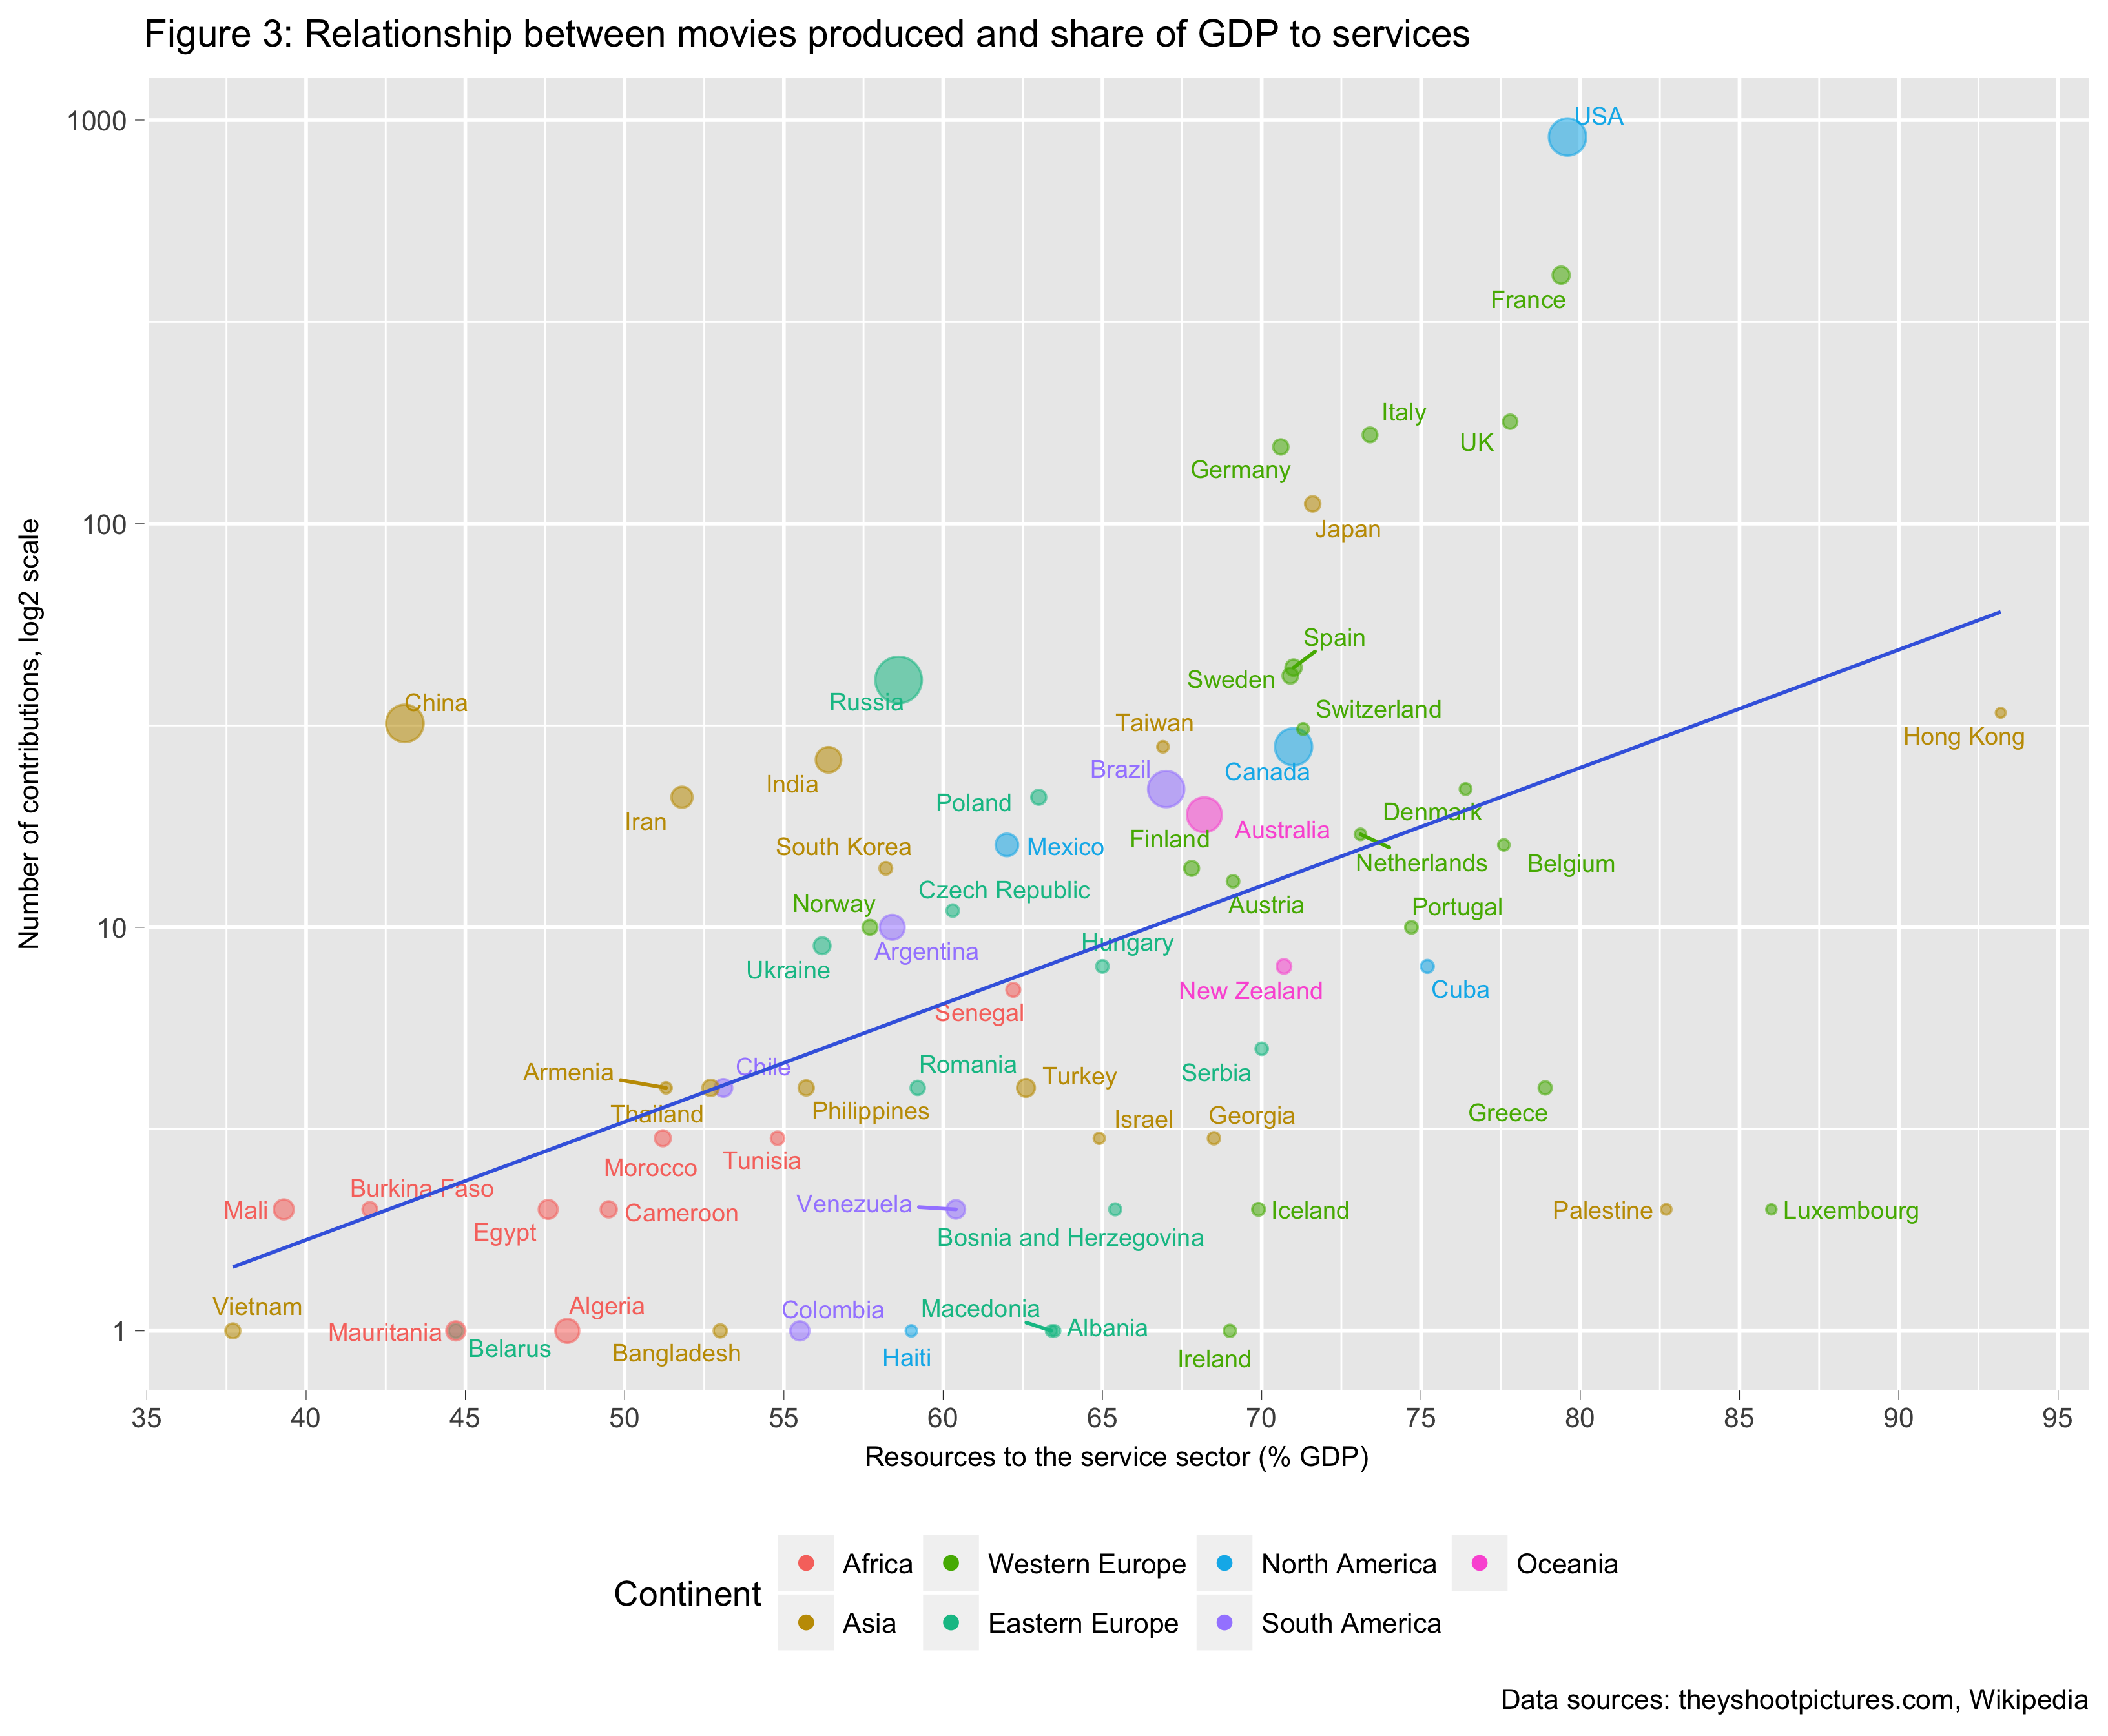 Figure 3: Relationship between movies produced and share of GDP to services
Number of contributions, log2 scale
1000
100
10
1
USA
France
Italy
UK
Germany
Japan
Spain
Sweden
China
Russia
Switzerland
Taiwan
Hong Kong
Brazil
Canada
India
Poland
Denmark
Iran
Australia
Finland
South Korea
Mexico
Netherlands
Belgium
Czech Republic
Norway
Austria
Portugal
Argentina
Hungary
Ukraine
New Zealand
Cuba
Senegal
Armenia
Chile
Romania
Serbia
Turkey
Thailand
Philippines
Israel
Georgia
Greece
Morocco
Tunisia
Burkina Faso
Mali
Egypt
Cameroon
Venezuela
Iceland
Palestine
Luxembourg
Bosnia and Herzegovina
Vietnam
Algeria
Colombia
Macedonia
Mauritania
Albania
Belarus
Bangladesh
Haiti
Ireland
35 40 45 50 55 60 65 70 75 80 85 90 95
Resources to the service sector (% GDP)
Continent
Africa Western Europe North America Oceania
Asia Eastern Europe South America
Data sources: theyshootpictures.com, Wikipedia